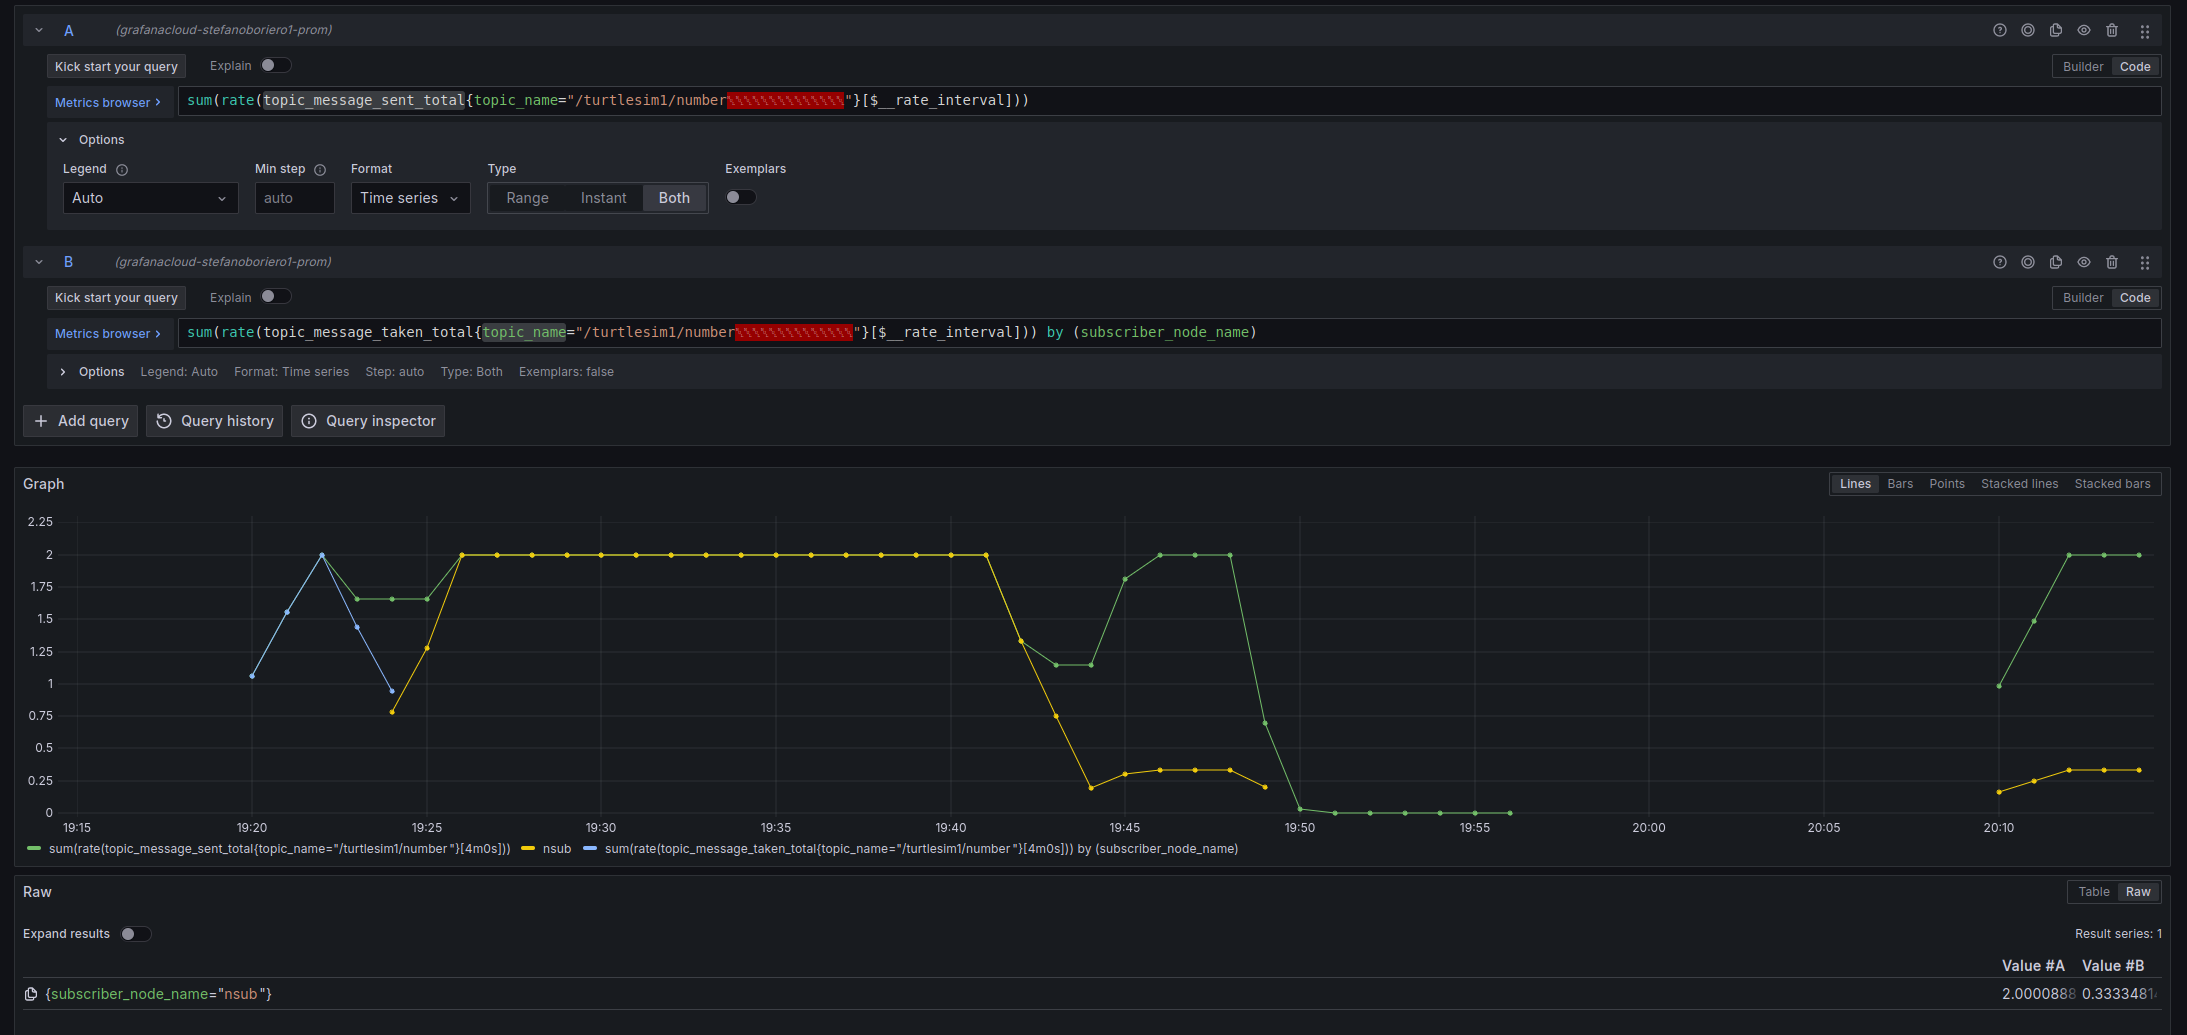 A (grafanacloud-stefanoboriero1-prom)
Kick start your query Explain Builder Code
Metrics browser > sum(rate(topic_message_sent_total{topic_name="/turtlesim1/number"}[$__rate_interval]))
Options
Legend Min step Format Type Exemplars
Auto auto Time series Range Instant Both
B (grafanacloud-stefanoboriero1-prom)
Kick start your query Explain Builder Code
Metrics browser > sum(rate(topic_message_taken_total{topic_name="/turtlesim1/number"}[$__rate_interval])) by (subscriber_node_name)
Options Legend: Auto Format: Time series Step: auto Type: Both Exemplars: false
+ Add query Query history Query inspector
Graph Lines Bars Points Stacked lines Stacked bars
2.25
2
1.75
1.5
1.25
1
0.75
0.5
0.25
0
19:15 19:20 19:25 19:30 19:35 19:40 19:45 19:50 19:55 20:00 20:05 20:10
sum(rate(topic_message_sent_total{topic_name="/turtlesim1/number"}[4m0s])) nsub sum(rate(topic_message_taken_total{topic_name="/turtlesim1/number"}[4m0s])) by (subscriber_node_name)
Raw Table Raw
Expand results Result series: 1
Value #A Value #B
{subscriber_node_name="nsub"} 2.0000888 0.3333481